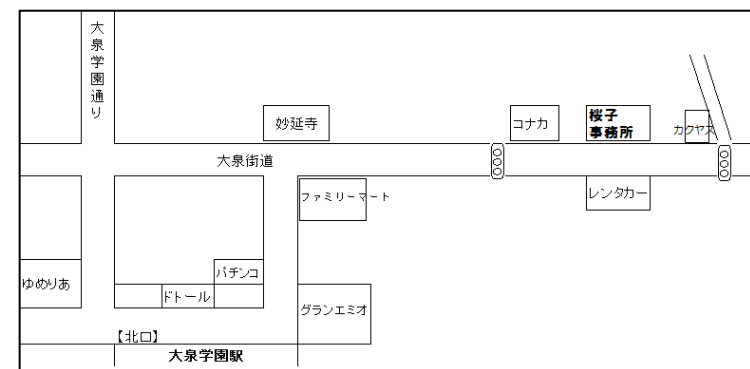 大泉学園通り
妙延寺
コナカ
桜子
事務所
カクヤス
大泉街道
ファミリーマート
レンタカー
ゆめりあ
パチンコ
ドトール
グランエミオ
【北口】
大泉学園駅